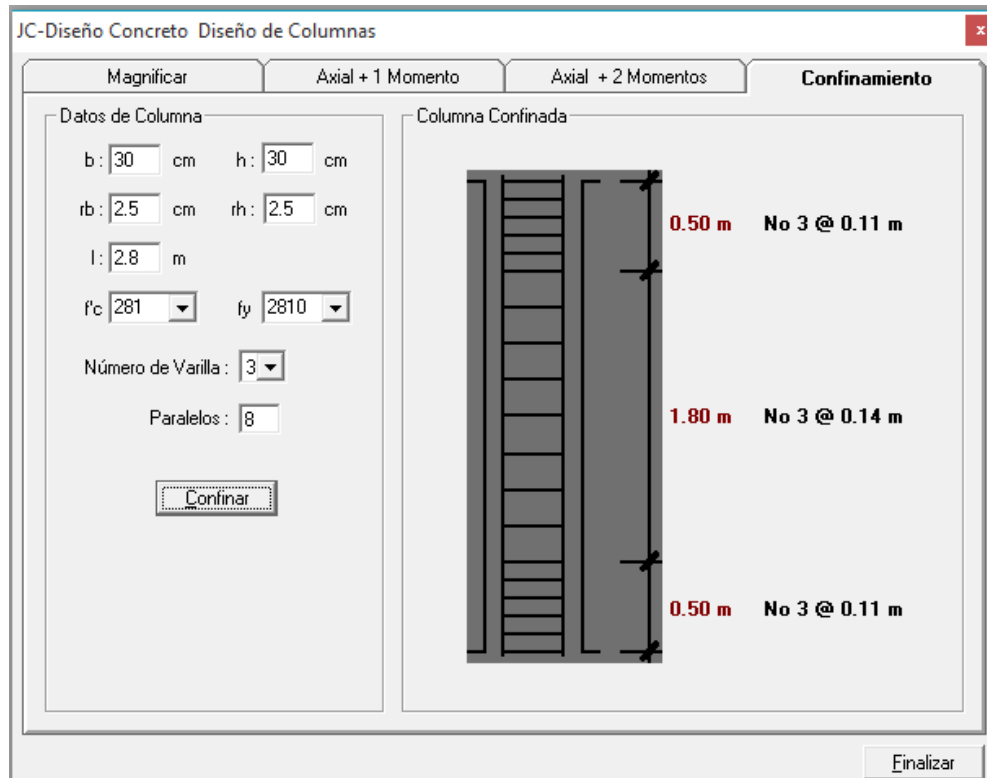 JC-Diseño Concreto Diseño de Columnas
x
Magnificar
Axial + 1 Momento
Axial + 2 Momentos
Confinamiento
Datos de Columna
b : 30 cm h : 30 cm
rb : 2.5 cm rh : 2.5 cm
l : 2.8 m
f'c 281 fy 2810
Número de Varilla : 3
Paralelos : 8
Confinar
Columna Confinada
0.50 m No 3 @ 0.11 m
1.80 m No 3 @ 0.14 m
0.50 m No 3 @ 0.11 m
Finalizar